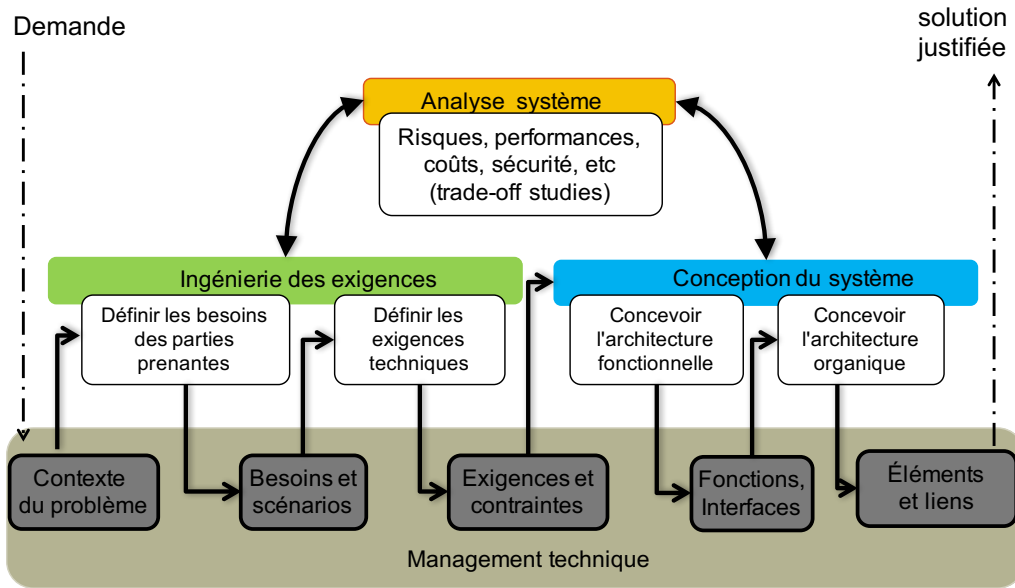 Demande
solution
justifiée
Analyse système
Risques, performances,
coûts, sécurité, etc
(trade-off studies)
Ingénierie des exigences
Conception du système
Définir les besoins
des parties
prenantes
Définir les
exigences
techniques
Concevoir
l'architecture
fonctionnelle
Concevoir
l'architecture
organique
Contexte
du problème
Besoins et
scénarios
Exigences et
contraintes
Fonctions,
Interfaces
Éléments
et liens
Management technique